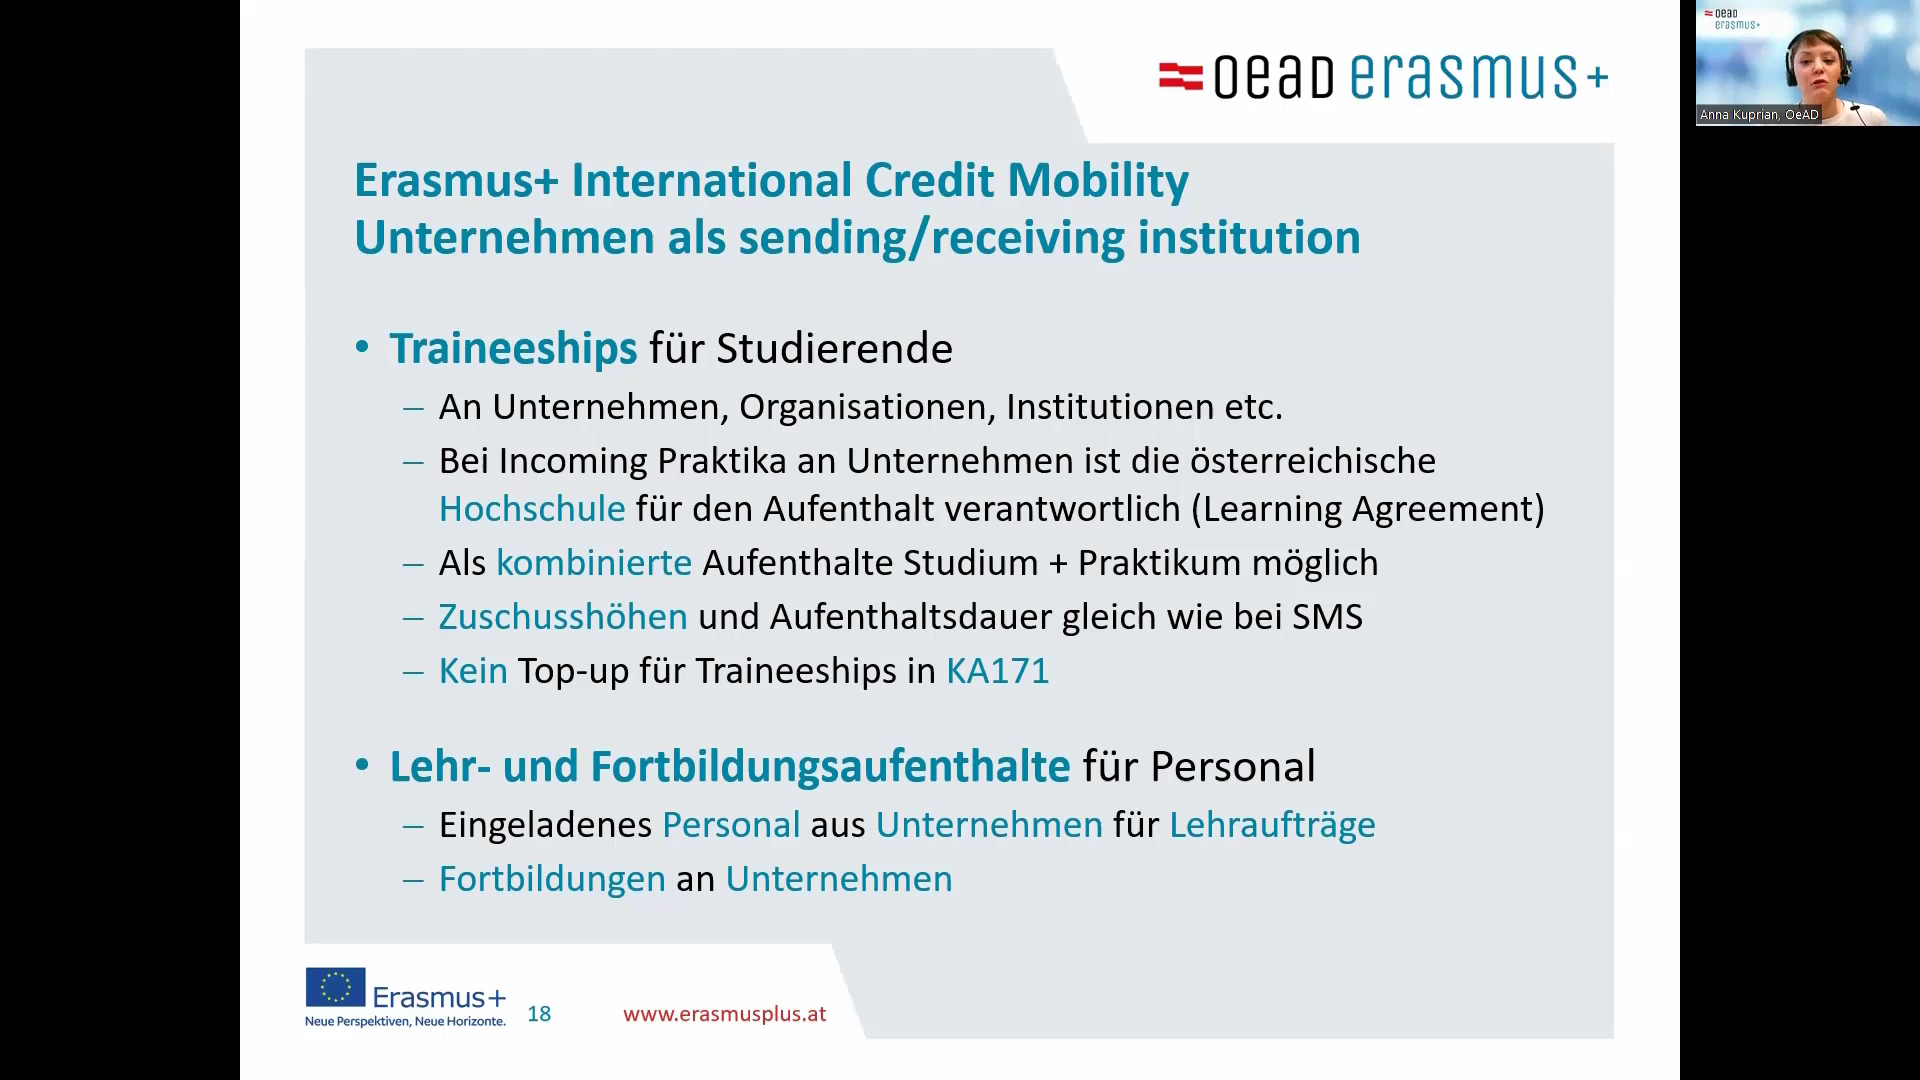 OeAD erasmus+
Erasmus+ International Credit Mobility
Unternehmen als sending/receiving institution
• Traineeships für Studierende
– An Unternehmen, Organisationen, Institutionen etc.
– Bei Incoming Praktika an Unternehmen ist die österreichische
Hochschule für den Aufenthalt verantwortlich (Learning Agreement)
– Als kombinierte Aufenthalte Studium + Praktikum möglich
– Zuschusshöhen und Aufenthaltsdauer gleich wie bei SMS
– Kein Top-up für Traineeships in KA171
• Lehr- und Fortbildungsaufenthalte für Personal
– Eingeladenes Personal aus Unternehmen für Lehraufträge
– Fortbildungen an Unternehmen
Erasmus+
Neue Perspektiven, Neue Horizonte.
18
www.erasmusplus.at
OeAD
erasmus+
Anna Kuprian, OeAD